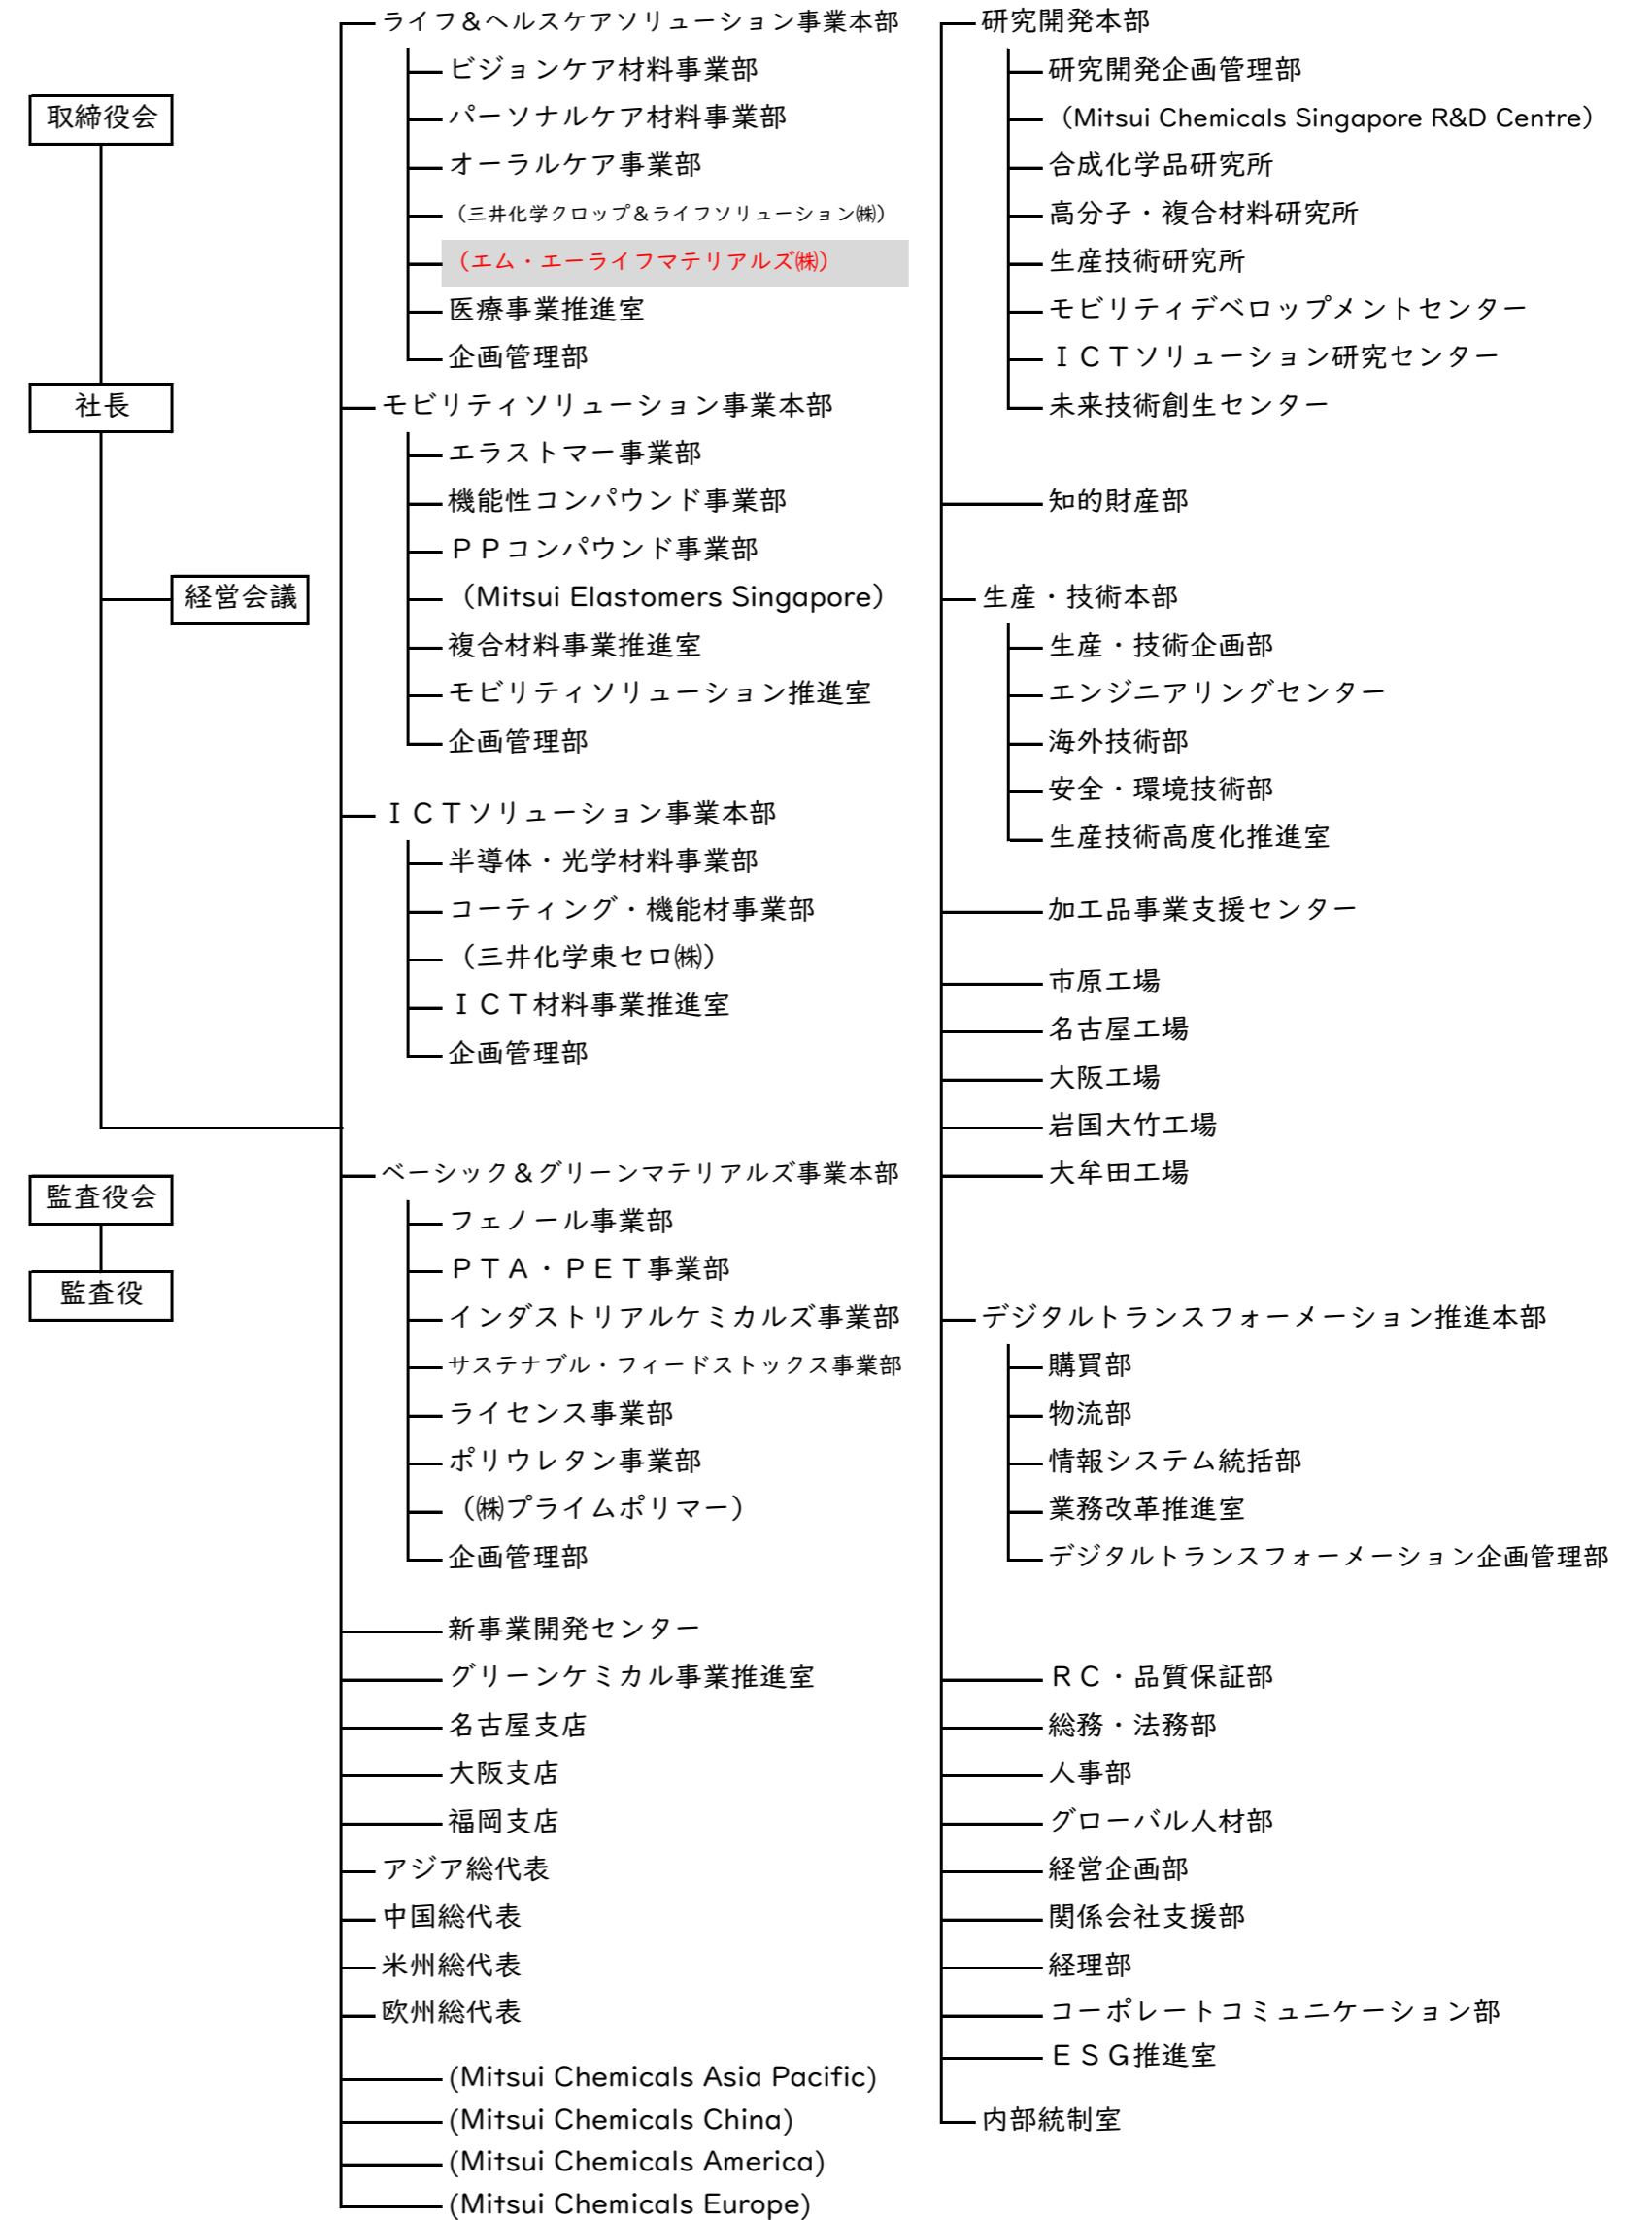 取締役会
社長
経営会議
監査役会
監査役
ライフ＆ヘルスケアソリューション事業本部
ビジョンケア材料事業部
パーソナルケア材料事業部
オーラルケア事業部
（三井化学クロップ＆ライフソリューション㈱）
（エム・エーライフマテリアルズ㈱）
医療事業推進室
企画管理部
モビリティソリューション事業本部
エラストマー事業部
機能性コンパウンド事業部
ＰＰコンパウンド事業部
（Mitsui Elastomers Singapore）
複合材料事業推進室
モビリティソリューション推進室
企画管理部
ＩＣＴソリューション事業本部
半導体・光学材料事業部
コーティング・機能材事業部
（三井化学東セロ㈱）
ＩＣＴ材料事業推進室
企画管理部
ベーシック＆グリーンマテリアルズ事業本部
フェノール事業部
ＰＴＡ・ＰＥＴ事業部
インダストリアルケミカルズ事業部
サステナブル・フィードストックス事業部
ライセンス事業部
ポリウレタン事業部
（㈱プライムポリマー）
企画管理部
新事業開発センター
グリーンケミカル事業推進室
名古屋支店
大阪支店
福岡支店
アジア総代表
中国総代表
米州総代表
欧州総代表
(Mitsui Chemicals Asia Pacific)
(Mitsui Chemicals China)
(Mitsui Chemicals America)
(Mitsui Chemicals Europe)
研究開発本部
研究開発企画管理部
（Mitsui Chemicals Singapore R&D Centre）
合成化学品研究所
高分子・複合材料研究所
生産技術研究所
モビリティデベロップメントセンター
ＩＣＴソリューション研究センター
未来技術創生センター
知的財産部
生産・技術本部
生産・技術企画部
エンジニアリングセンター
海外技術部
安全・環境技術部
生産技術高度化推進室
加工品事業支援センター
市原工場
名古屋工場
大阪工場
岩国大竹工場
大牟田工場
デジタルトランスフォーメーション推進本部
購買部
物流部
情報システム統括部
業務改革推進室
デジタルトランスフォーメーション企画管理部
ＲＣ・品質保証部
総務・法務部
人事部
グローバル人材部
経営企画部
関係会社支援部
経理部
コーポレートコミュニケーション部
ＥＳＧ推進室
内部統制室